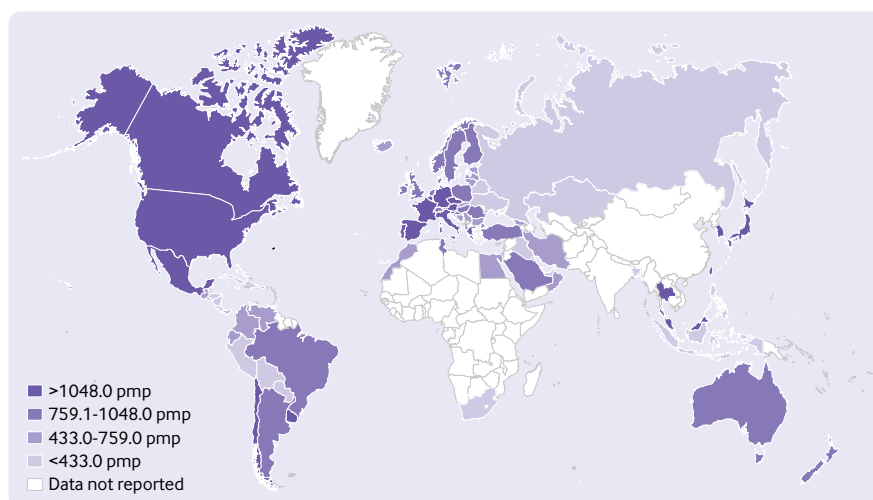 >1048.0 pmp
759.1-1048.0 pmp
433.0-759.0 pmp
<433.0 pmp
Data not reported